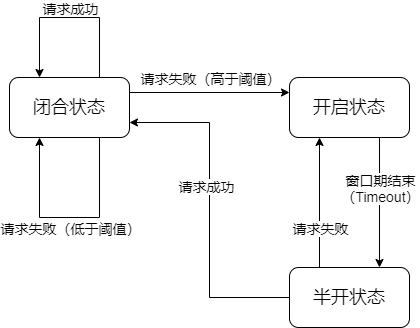 请求成功
请求失败（高于阈值）
闭合状态
开启状态
请求成功
窗口期结束
（Timeout）
请求失败（低于阈值）
请求失败
半开状态